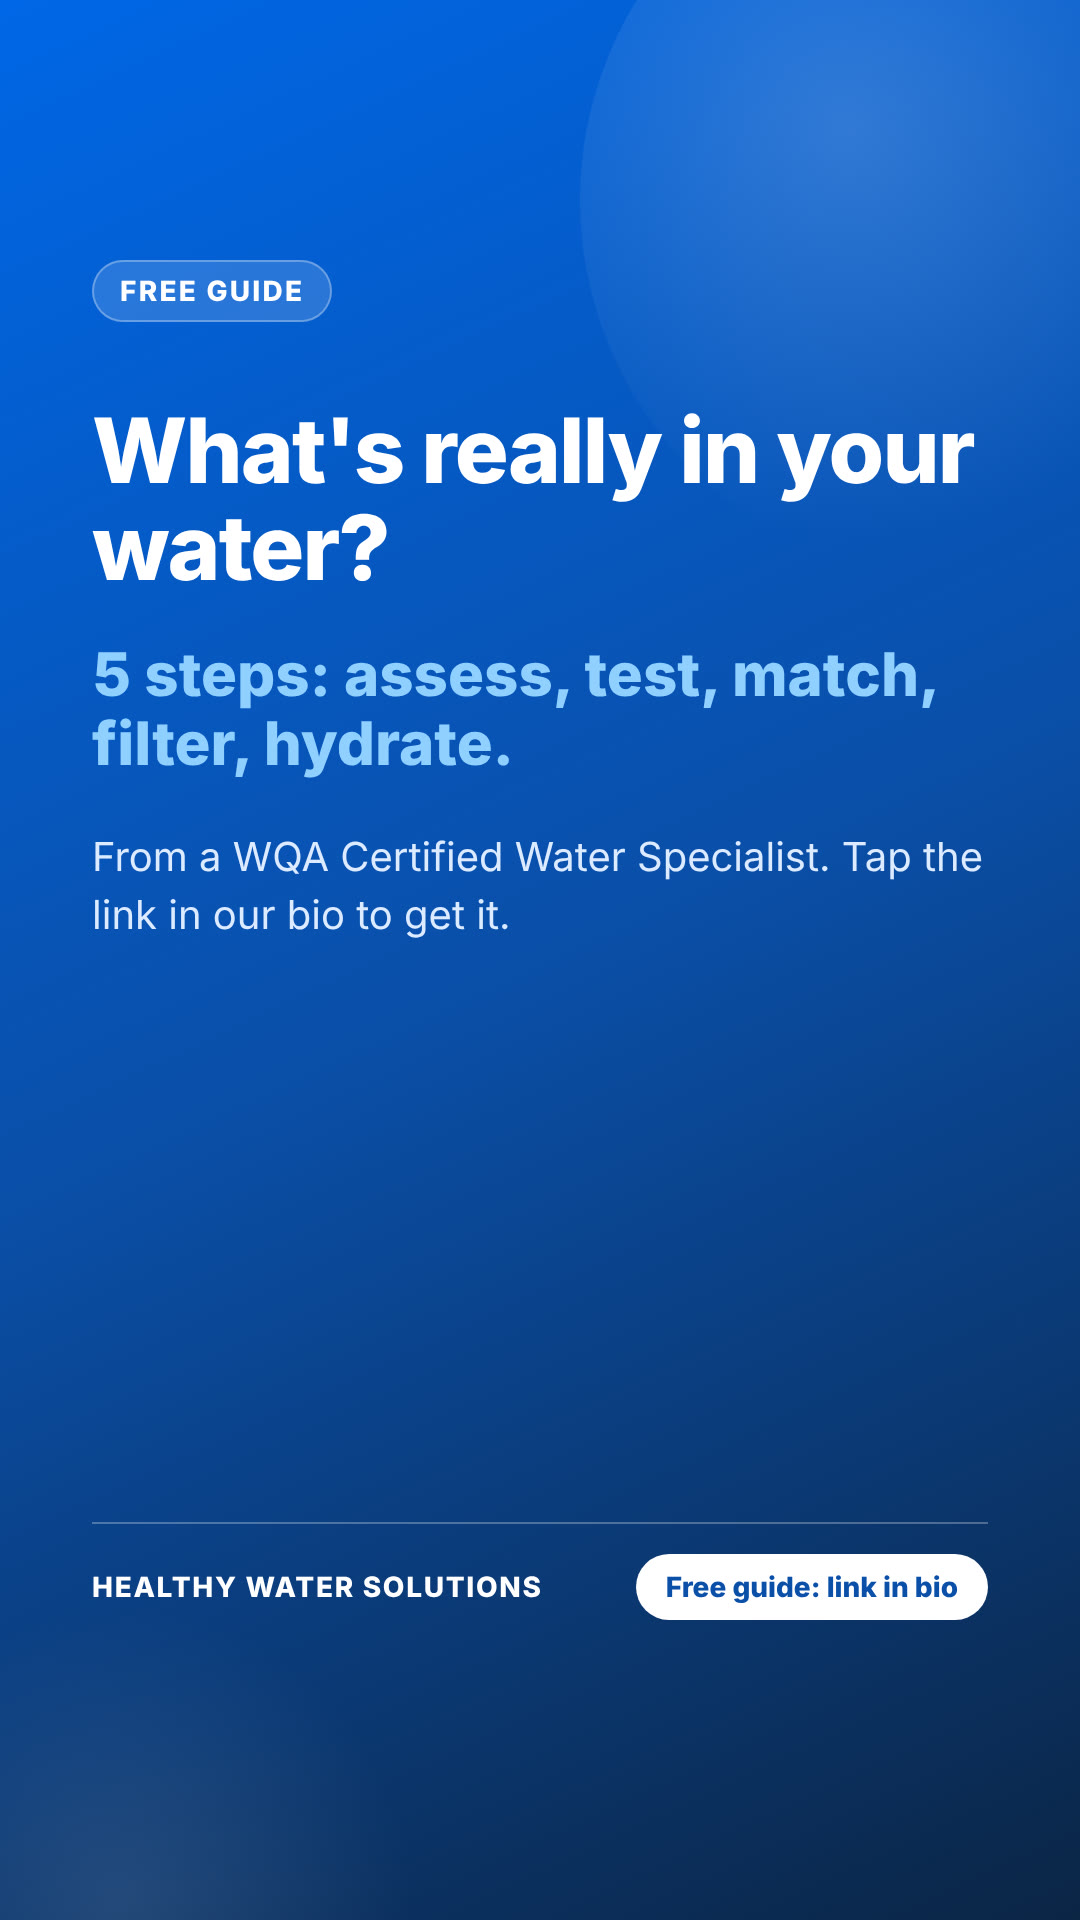 FREE GUIDE
What's really in your
water?
5 steps: assess, test, match,
filter, hydrate.
From a WQA Certified Water Specialist. Tap the
link in our bio to get it.
HEALTHY WATER SOLUTIONS
Free guide: link in bio